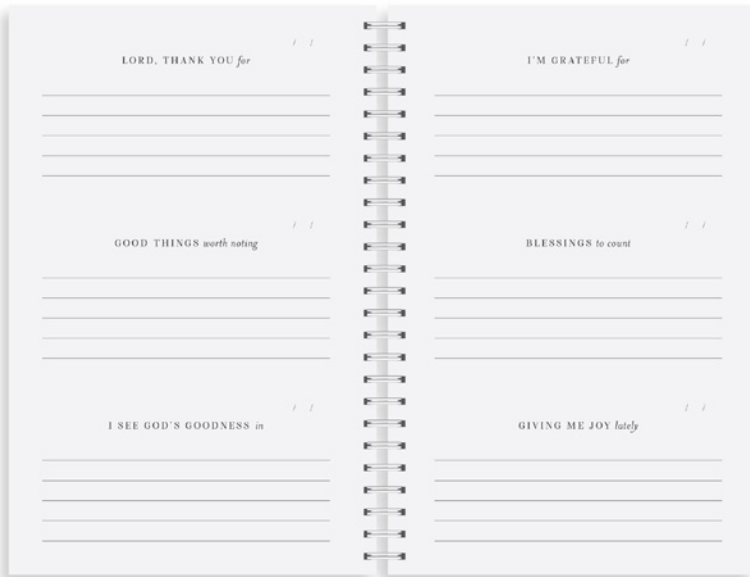 / /
LORD, THANK YOU for
/ /
GOOD THINGS worth noting
/ /
I SEE GOD'S GOODNESS in
/ /
I'M GRATEFUL for
/ /
BLESSINGS to count
/ /
GIVING ME JOY lately